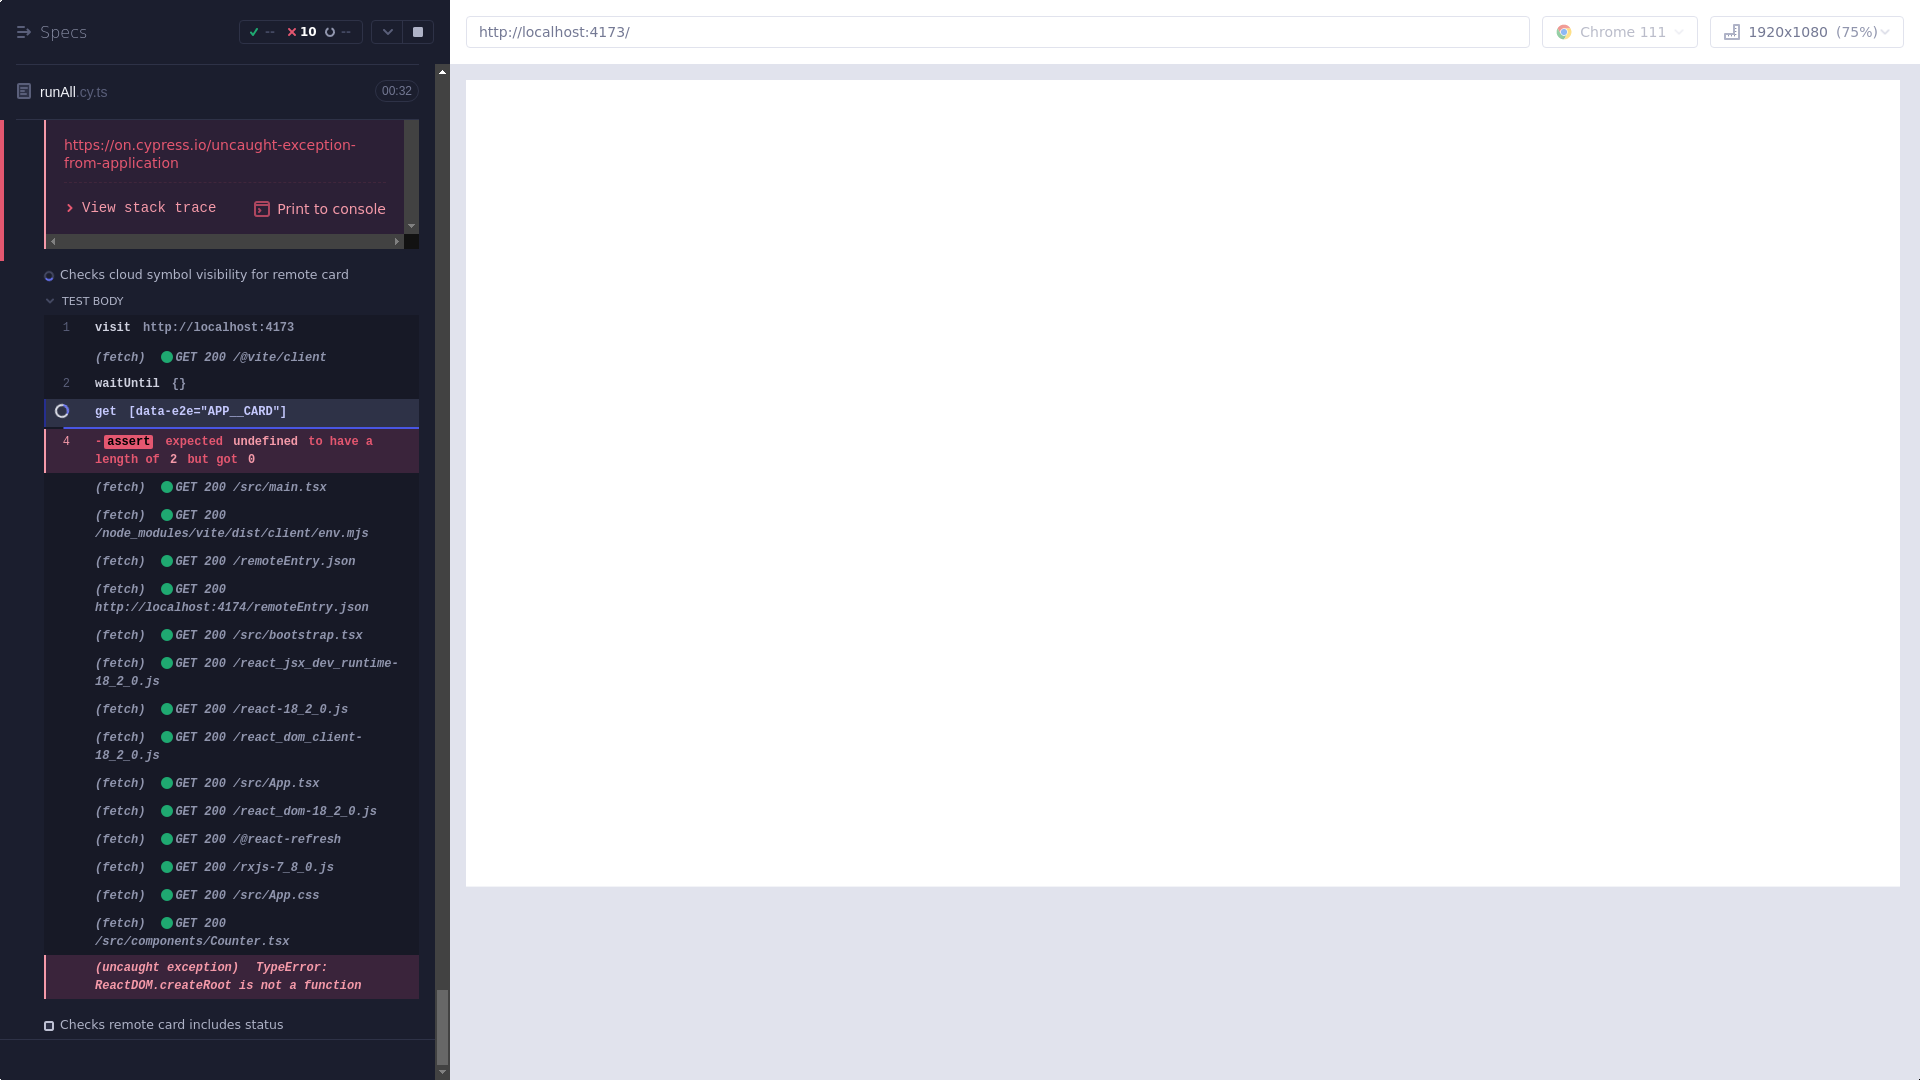 Specs
-- 10 --
http://localhost:4173/
Chrome 111
1920x1080 (75%)
runAll.cy.ts
00:32
https://on.cypress.io/uncaught-exception-
from-application
View stack trace
Print to console
Checks cloud symbol visibility for remote card
TEST BODY
1 visit http://localhost:4173
(fetch) GET 200 /@vite/client
2 waitUntil {}
get [data-e2e="APP__CARD"]
4 -assert expected undefined to have a
length of 2 but got 0
(fetch) GET 200 /src/main.tsx
(fetch) GET 200
/node_modules/vite/dist/client/env.mjs
(fetch) GET 200 /remoteEntry.json
(fetch) GET 200
http://localhost:4174/remoteEntry.json
(fetch) GET 200 /src/bootstrap.tsx
(fetch) GET 200 /react_jsx_dev_runtime-
18_2_0.js
(fetch) GET 200 /react-18_2_0.js
(fetch) GET 200 /react_dom_client-
18_2_0.js
(fetch) GET 200 /src/App.tsx
(fetch) GET 200 /react_dom-18_2_0.js
(fetch) GET 200 /@react-refresh
(fetch) GET 200 /rxjs-7_8_0.js
(fetch) GET 200 /src/App.css
(fetch) GET 200
/src/components/Counter.tsx
(uncaught exception) TypeError:
ReactDOM.createRoot is not a function
Checks remote card includes status